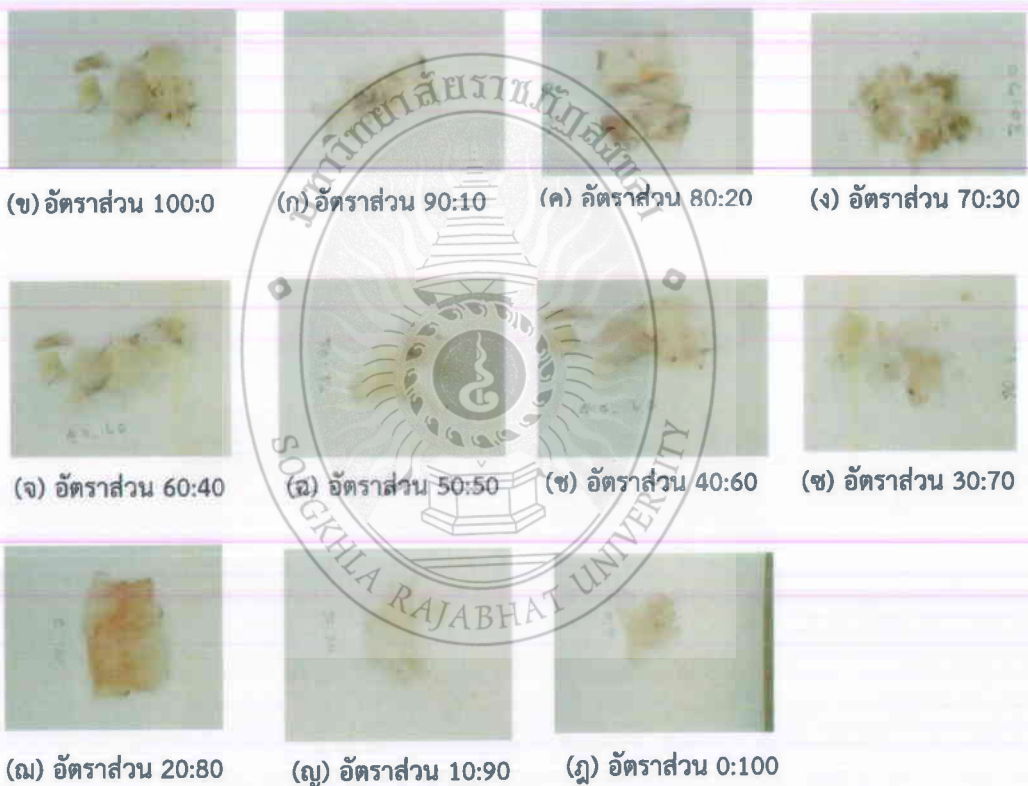 มหาวิทยาลัยราชภัฏสงขลา
(ข) อัตราส่วน 100:0
(ก) อัตราส่วน 90:10
(ค) อัตราส่วน 80:20
(ง) อัตราส่วน 70:30
(จ) อัตราส่วน 60:40
(ฉ) อัตราส่วน 50:50
(ช) อัตราส่วน 40:60
(ซ) อัตราส่วน 30:70
(ฌ) อัตราส่วน 20:80
(ญ) อัตราส่วน 10:90
(ฎ) อัตราส่วน 0:100
SONGKHLA RAJABHAT UNIVERSITY